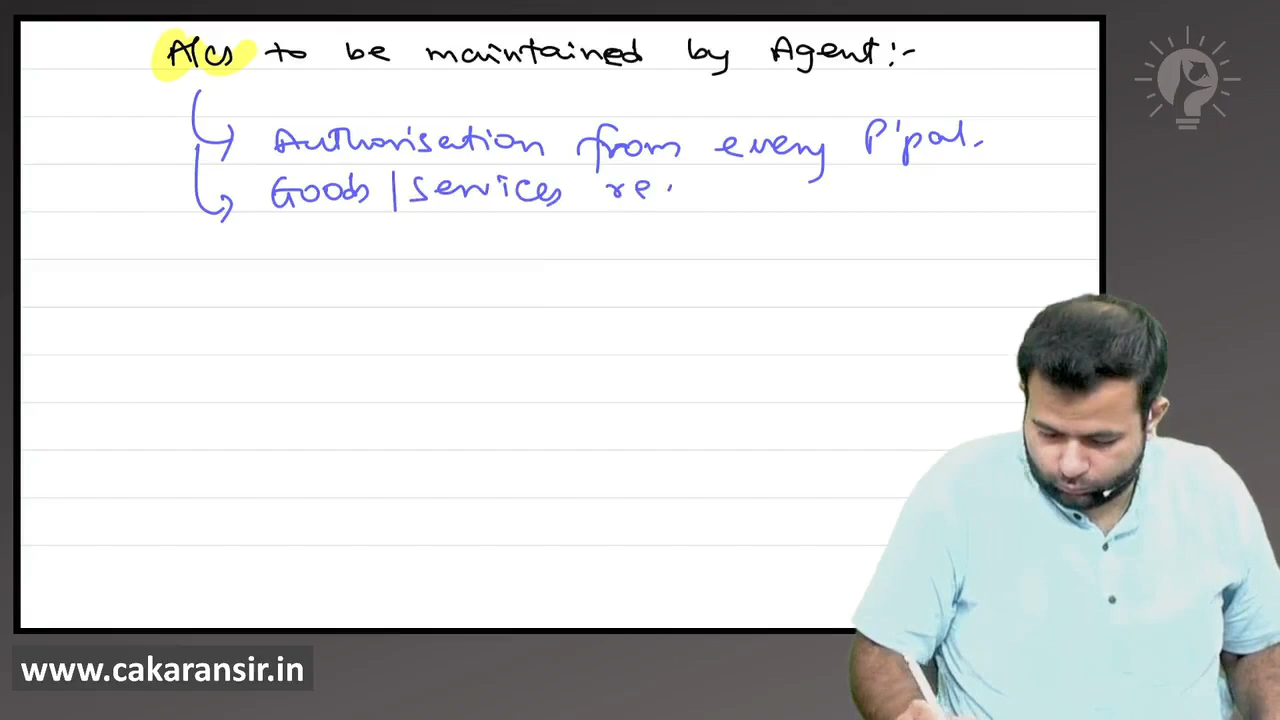 A/cs to be maintained by Agent:-
Authorisation from every P'pal.
Goods / services re
www.cakaransir.in